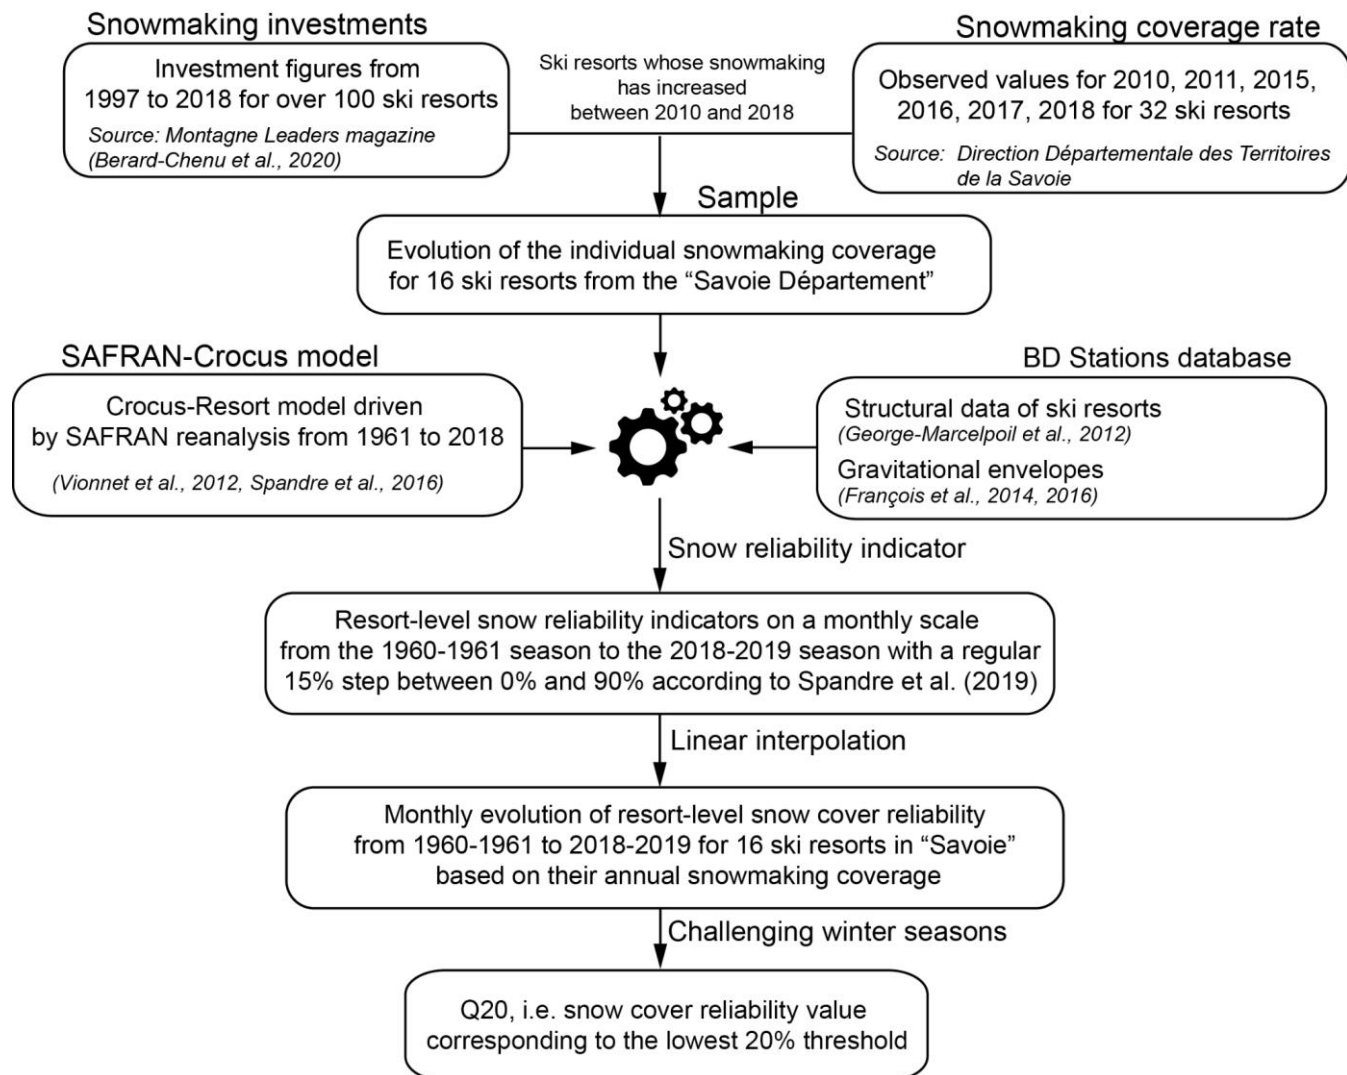 Snowmaking investments
Investment figures from
1997 to 2018 for over 100 ski resorts
Source: Montagne Leaders magazine
(Berard-Chenu et al., 2020)
Ski resorts whose snowmaking
has increased
between 2010 and 2018
Snowmaking coverage rate
Observed values for 2010, 2011, 2015,
2016, 2017, 2018 for 32 ski resorts
Source: Direction Départementale des Territoires
de la Savoie
Sample
Evolution of the individual snowmaking coverage
for 16 ski resorts from the “Savoie Département”
SAFRAN-Crocus model
Crocus-Resort model driven
by SAFRAN reanalysis from 1961 to 2018
(Vionnet et al., 2012, Spandre et al., 2016)
BD Stations database
Structural data of ski resorts
(George-Marcelpoil et al., 2012)
Gravitational envelopes
(François et al., 2014, 2016)
Snow reliability indicator
Resort-level snow reliability indicators on a monthly scale
from the 1960-1961 season to the 2018-2019 season with a regular
15% step between 0% and 90% according to Spandre et al. (2019)
Linear interpolation
Monthly evolution of resort-level snow cover reliability
from 1960-1961 to 2018-2019 for 16 ski resorts in “Savoie”
based on their annual snowmaking coverage
Challenging winter seasons
Q20, i.e. snow cover reliability value
corresponding to the lowest 20% threshold